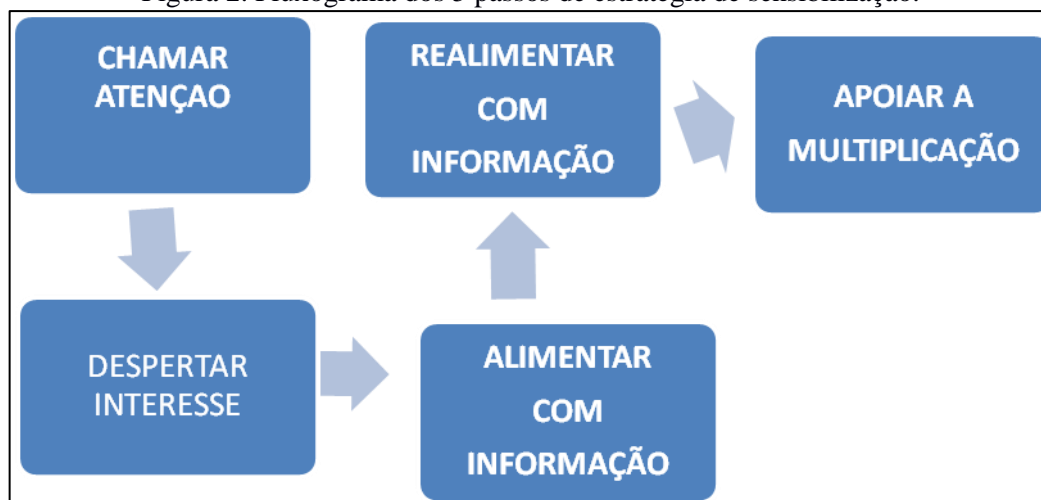 CHAMAR
ATENÇAO
DESPERTAR
INTERESSE
ALIMENTAR
COM
INFORMAÇÃO
REALIMENTAR
COM
INFORMAÇÃO
APOIAR A
MULTIPLICAÇÃO